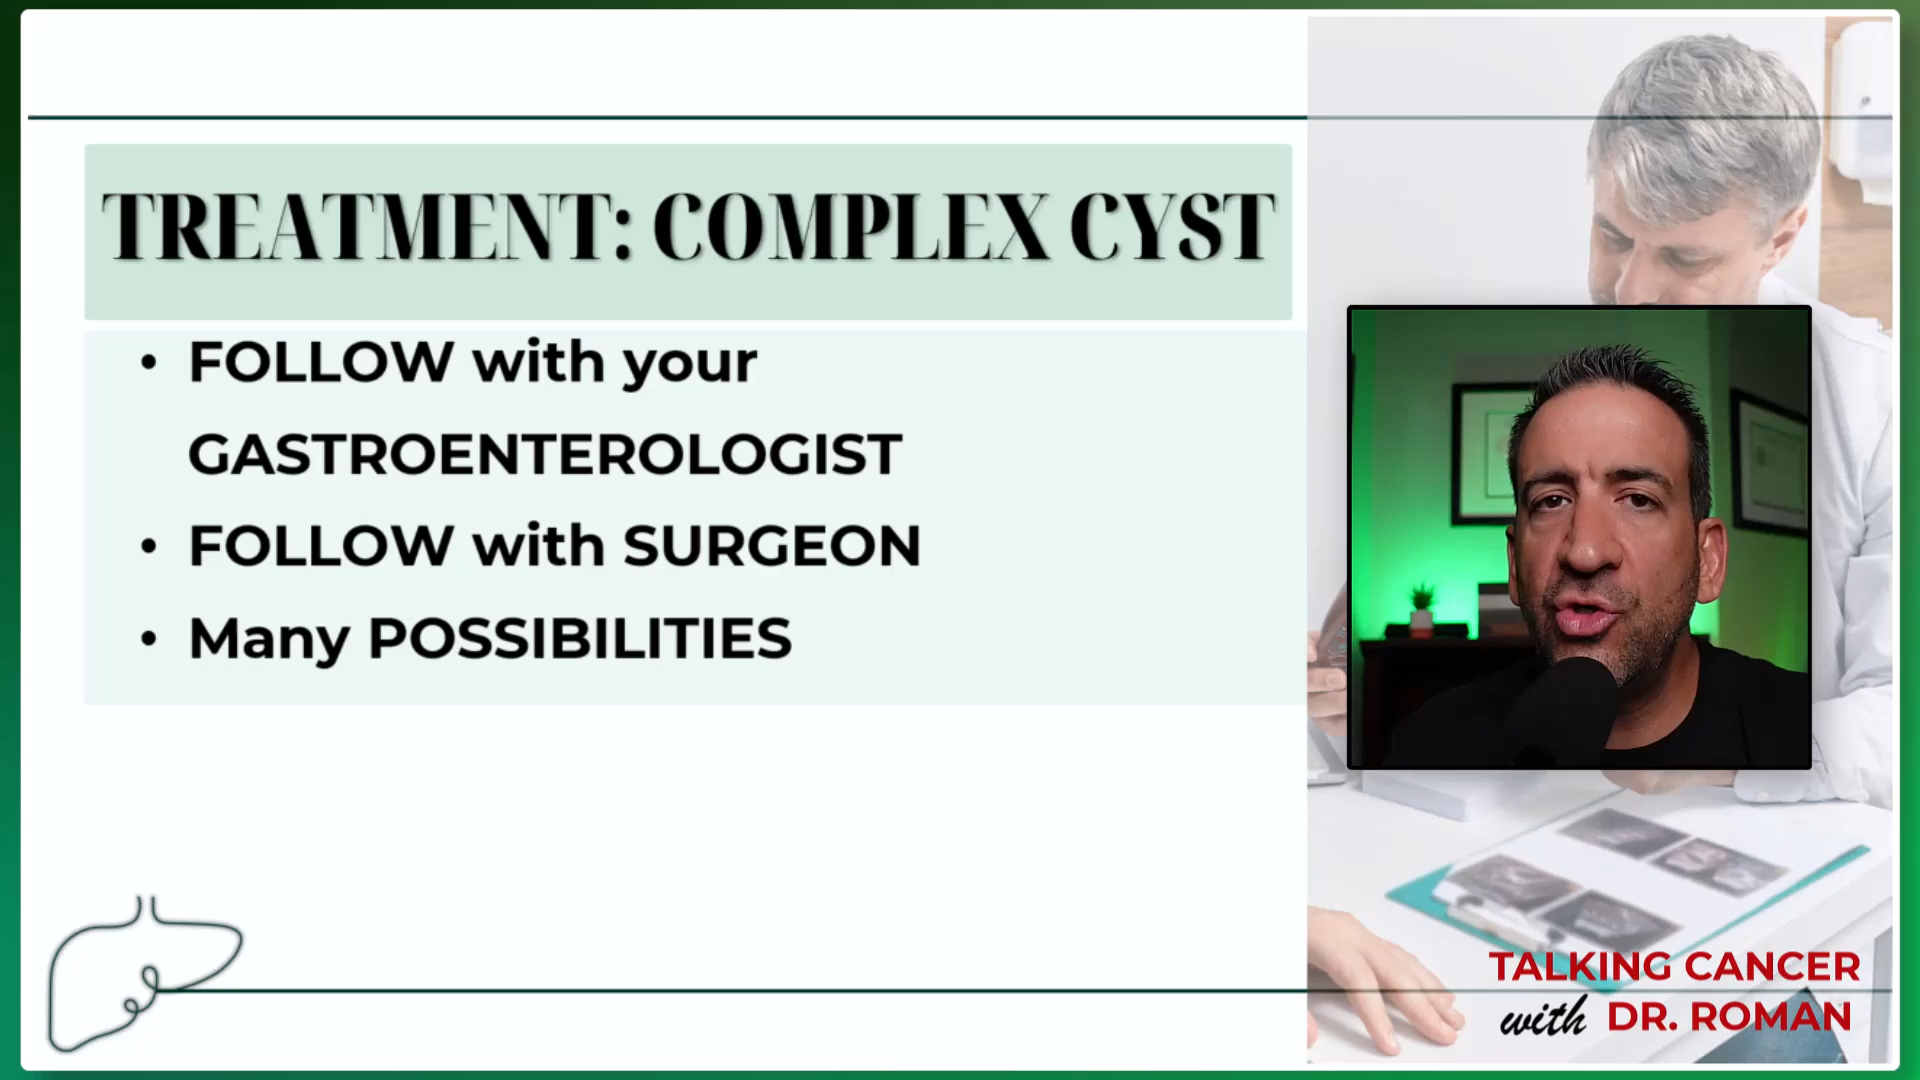 TREATMENT: COMPLEX CYST
• FOLLOW with your
GASTROENTEROLOGIST
• FOLLOW with SURGEON
• Many POSSIBILITIES
TALKING CANCER
with DR. ROMAN